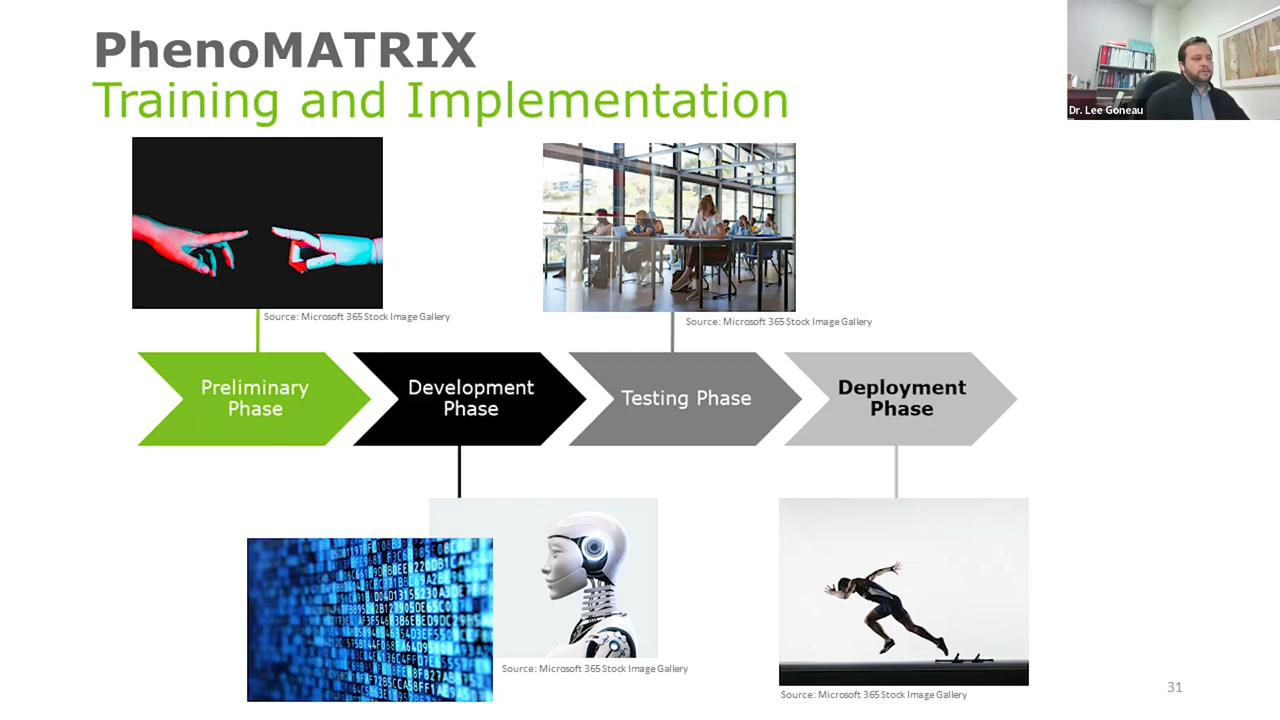 PhenoMATRIX
Training and Implementation
Dr. Lee Goneau
Source: Microsoft 365 Stock Image Gallery
Source: Microsoft 365 Stock Image Gallery
Preliminary
Phase
Development
Phase
Testing Phase
Deployment
Phase
Source: Microsoft 365 Stock Image Gallery
Source: Microsoft 365 Stock Image Gallery
31